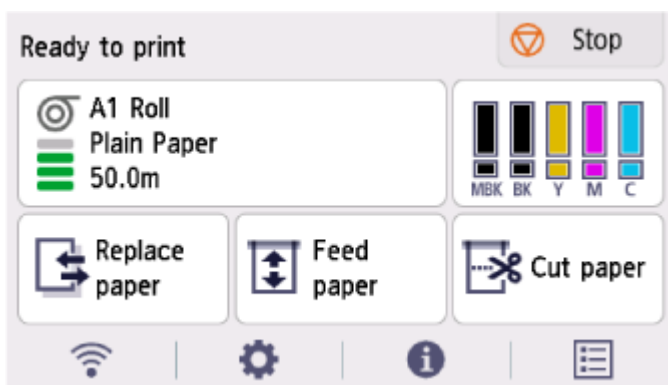 Ready to print
Stop
A1 Roll
Plain Paper
50.0m
MBK BK Y M C
Replace
paper
Feed
paper
Cut paper